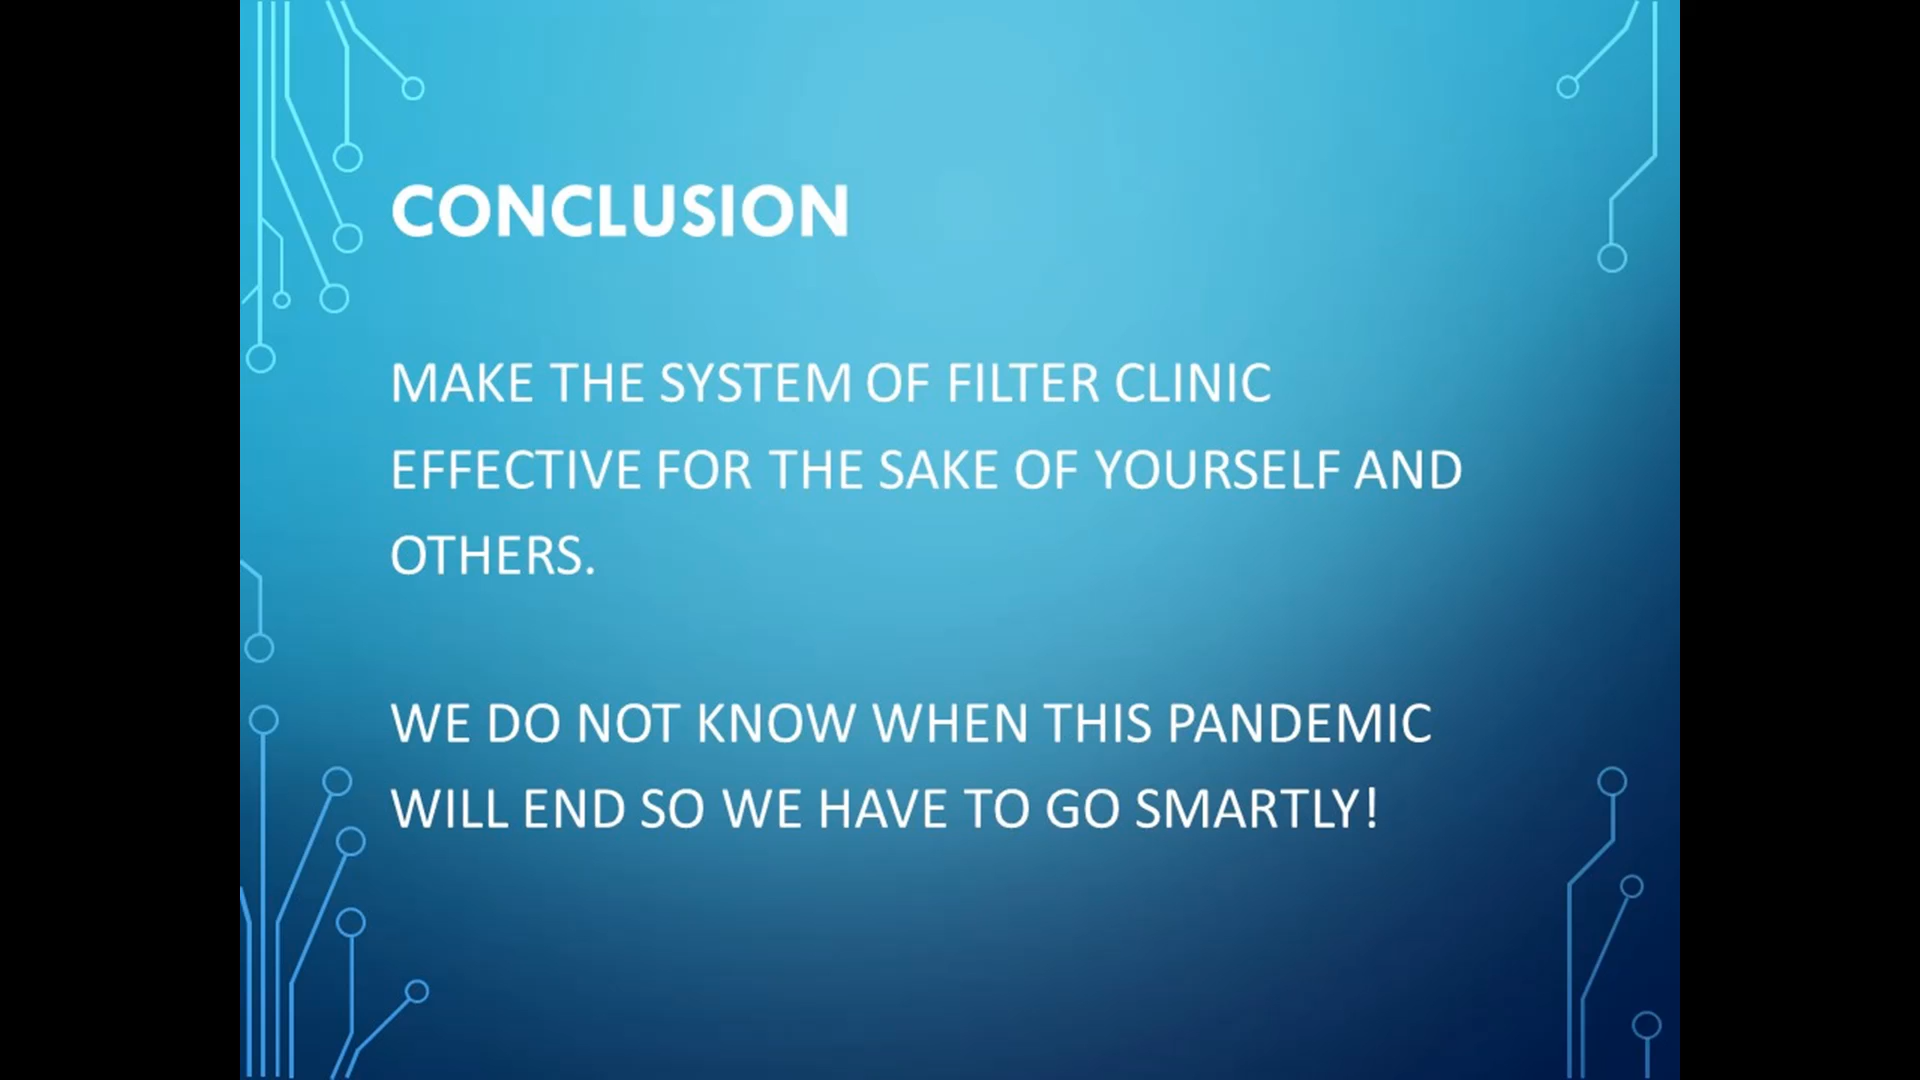 CONCLUSION
MAKE THE SYSTEM OF FILTER CLINIC
EFFECTIVE FOR THE SAKE OF YOURSELF AND
OTHERS.
WE DO NOT KNOW WHEN THIS PANDEMIC
WILL END SO WE HAVE TO GO SMARTLY!